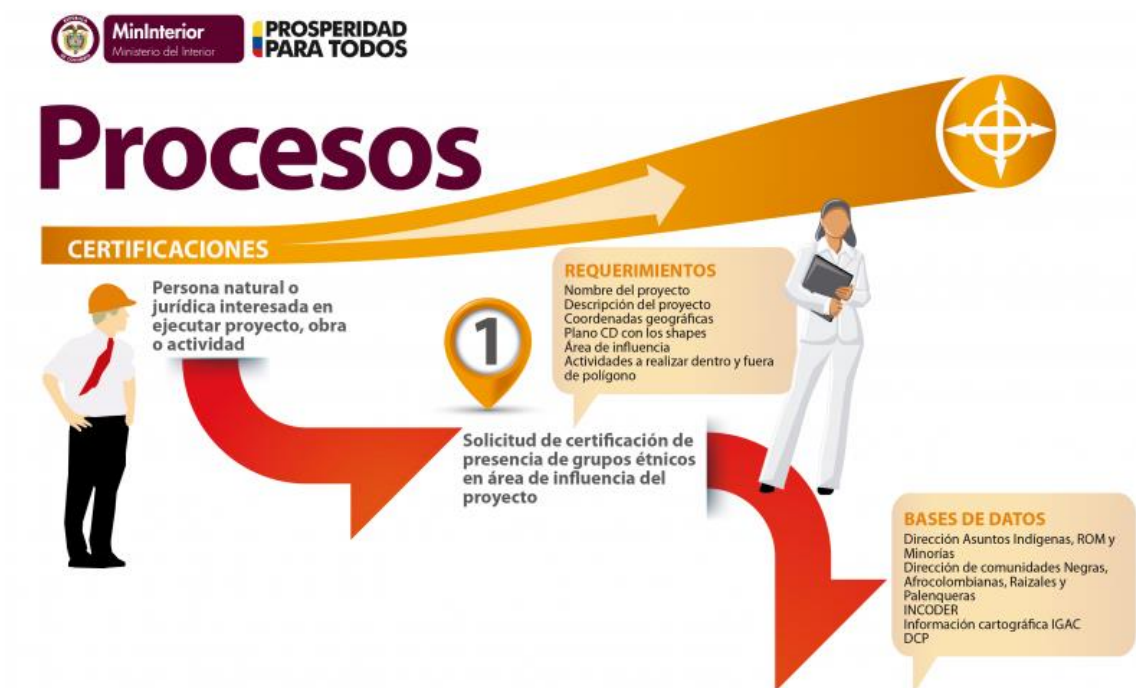 MinInterior
Ministerio del Interior
PROSPERIDAD
PARA TODOS
Procesos
CERTIFICACIONES
Persona natural o
jurídica interesada en
ejecutar proyecto, obra
o actividad
1
REQUERIMIENTOS
Nombre del proyecto
Descripción del proyecto
Coordenadas geográficas
Plano CD con los shapes
Área de influencia
Actividades a realizar dentro y fuera
de polígono
Solicitud de certificación de
presencia de grupos étnicos
en área de influencia del
proyecto
BASES DE DATOS
Dirección Asuntos Indígenas, ROM y
Minorías
Dirección de comunidades Negras,
Afrocolombianas, Raizales y
Palenqueras
INCODER
Información cartográfica IGAC
DCP